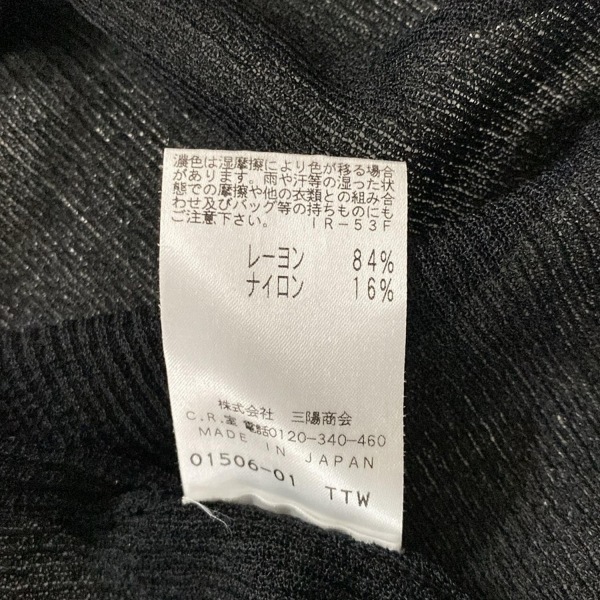 濃色は湿摩擦により色が移る場合
があります。雨や汗等の湿った状
態での摩擦や他の衣類との組み合
わせ及びバッグ等の持ちものにも
ご注意下さい。 IR-53F
レーヨン 84%
ナイロン 16%
株式会社 三陽商会
C.R.室 電話0120-340-460
MADE IN JAPAN
01506-01 TTW